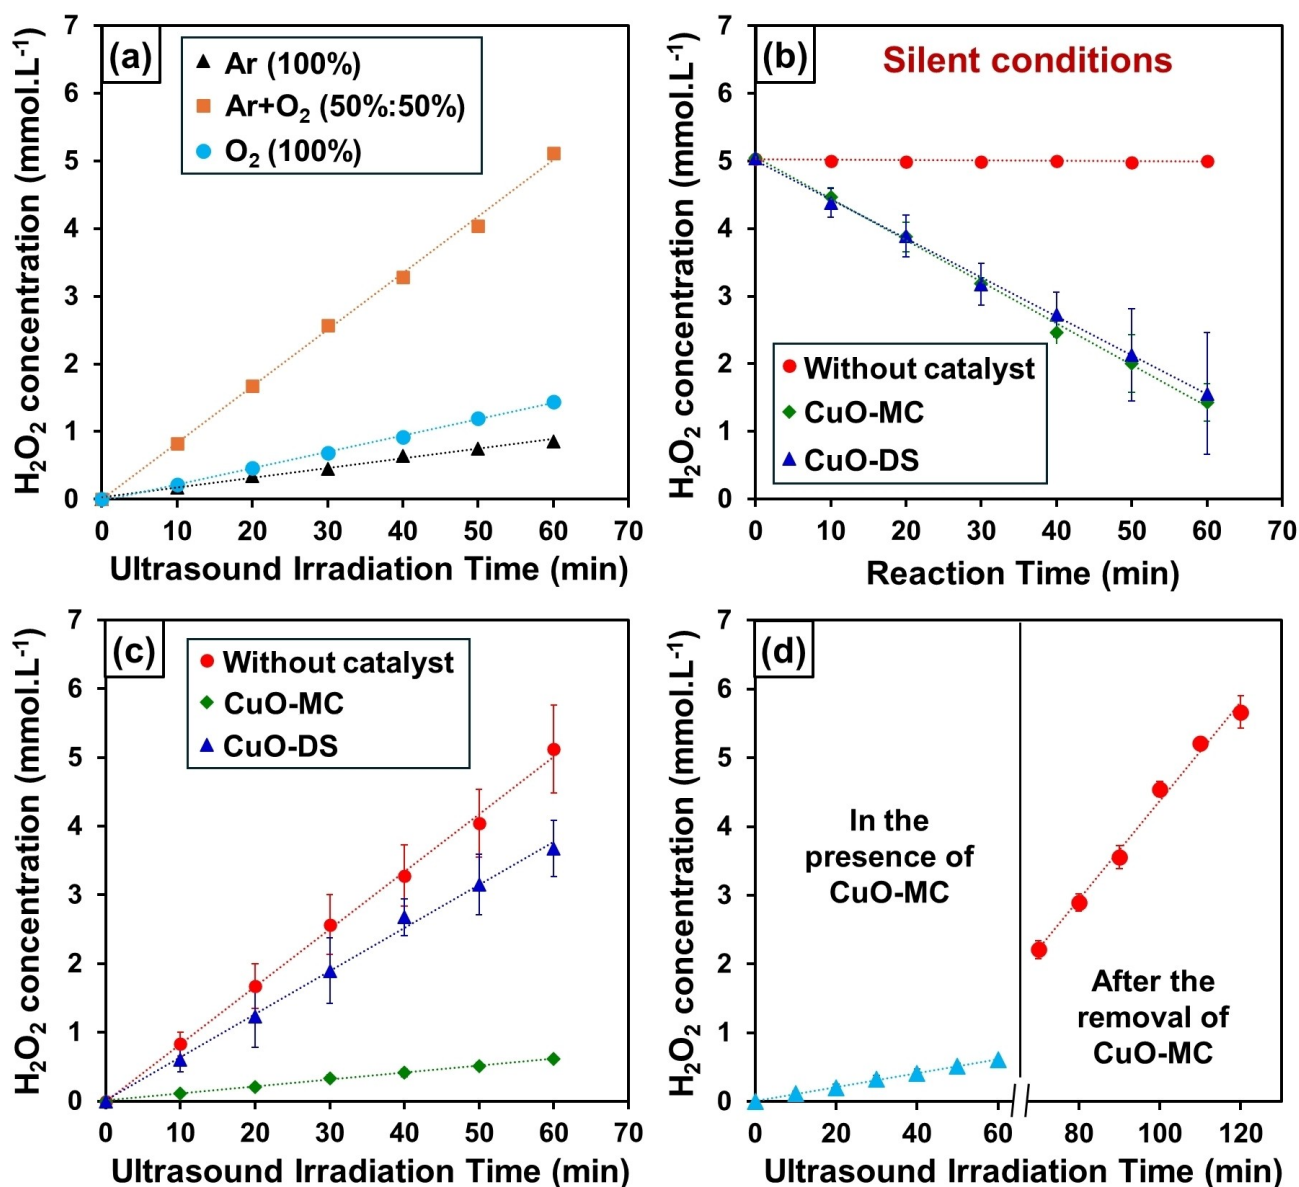 (a)
Ar (100%)
Ar+O₂ (50%:50%)
O₂ (100%)
H₂O₂ concentration (mmol.L⁻¹)
7
6
5
4
3
2
1
0
0 10 20 30 40 50 60 70
Ultrasound Irradiation Time (min)
(b)
Silent conditions
Without catalyst
CuO-MC
CuO-DS
H₂O₂ concentration (mmol.L⁻¹)
7
6
5
4
3
2
1
0
0 10 20 30 40 50 60 70
Reaction Time (min)
(c)
Without catalyst
CuO-MC
CuO-DS
H₂O₂ concentration (mmol.L⁻¹)
7
6
5
4
3
2
1
0
0 10 20 30 40 50 60 70
Ultrasound Irradiation Time (min)
(d)
In the
presence of
CuO-MC
After the
removal of
CuO-MC
H₂O₂ concentration (mmol.L⁻¹)
7
6
5
4
3
2
1
0
0 10 20 30 40 50 60 80 100 120
Ultrasound Irradiation Time (min)